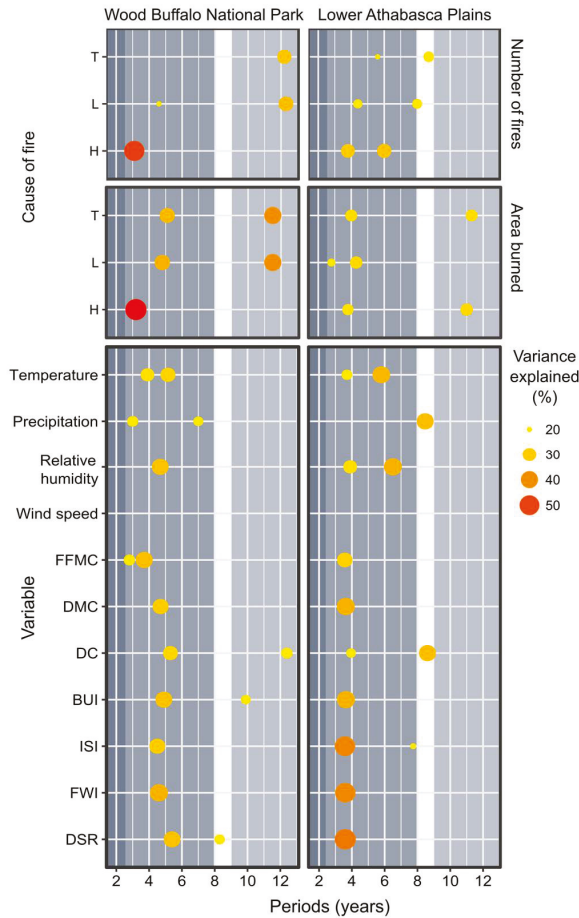 Wood Buffalo National Park
Lower Athabasca Plains
Cause of fire
T
L
H
Number of fires
T
L
H
Area burned
Variable
Temperature
Precipitation
Relative
humidity
Wind speed
FFMC
DMC
DC
BUI
ISI
FWI
DSR
Variance
explained
(%)
20
30
40
50
2 4 6 8 10 12
2 4 6 8 10 12
Periods (years)
Periods (years)